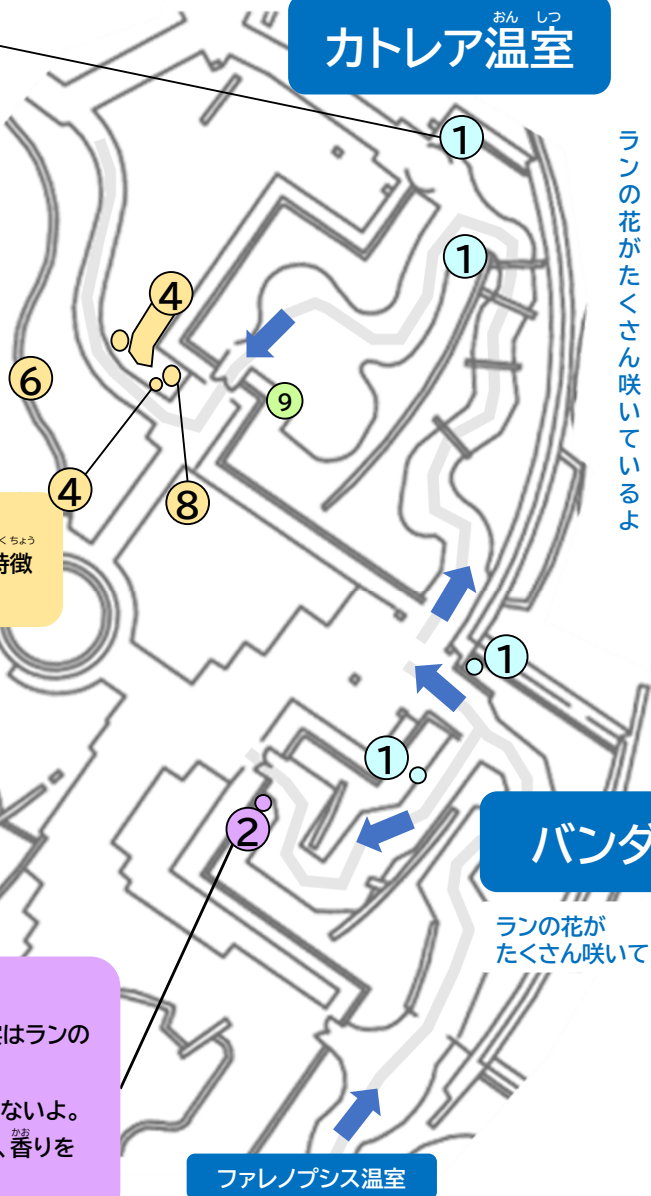 カトレア温室
おん しつ
ランの花がたくさん咲いているよ
1
1
4
6
9
4
8
くちょう
特徴
1
1
2
バンダ
ランの花が
たくさん咲いて
はランの
ないよ。
かお
、香りを
ファレノプシス温室